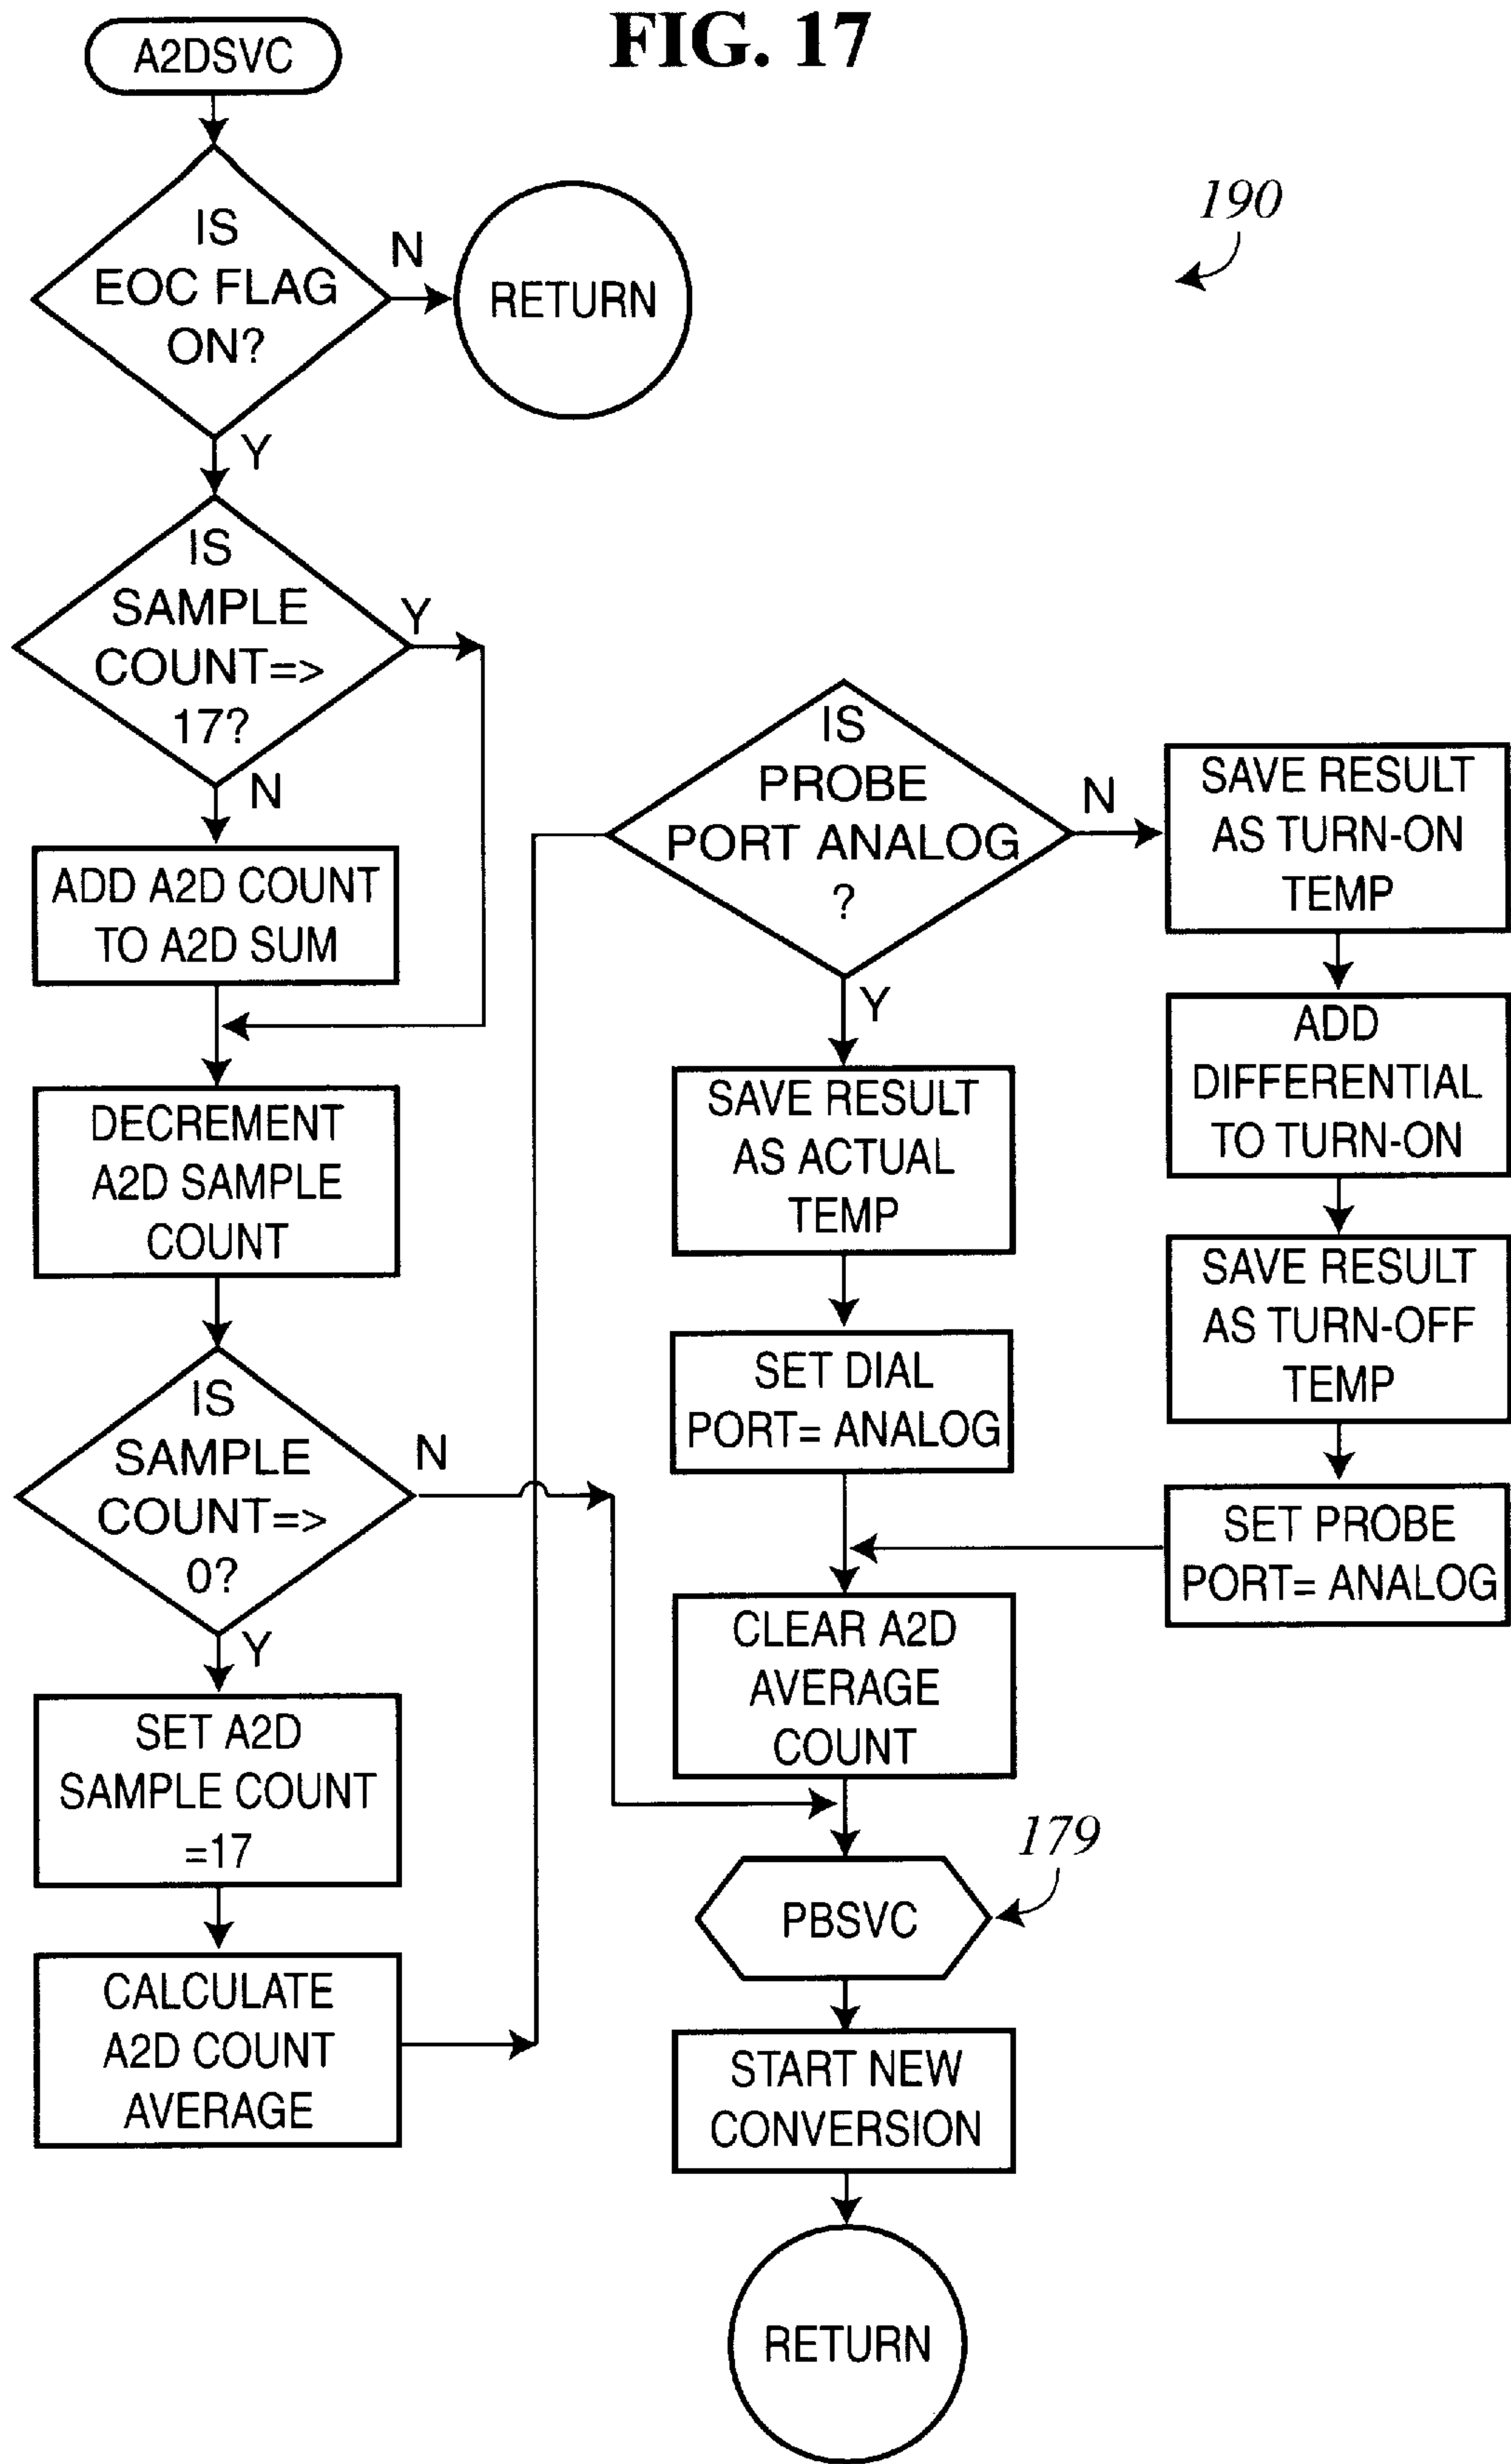 FIG. 17
A2DSVC
190
IS
EOC FLAG
ON?
N
RETURN
Y
IS
SAMPLE
COUNT=>
17?
Y
N
ADD A2D COUNT
TO A2D SUM
DECREMENT
A2D SAMPLE
COUNT
IS
SAMPLE
COUNT=>
0?
N
Y
SET A2D
SAMPLE COUNT
=17
CALCULATE
A2D COUNT
AVERAGE
IS
PROBE
PORT ANALOG
?
N
Y
SAVE RESULT
AS ACTUAL
TEMP
SET DIAL
PORT= ANALOG
SAVE RESULT
AS TURN-ON
TEMP
ADD
DIFFERENTIAL
TO TURN-ON
SAVE RESULT
AS TURN-OFF
TEMP
SET PROBE
PORT= ANALOG
CLEAR A2D
AVERAGE
COUNT
179
PBSVC
START NEW
CONVERSION
RETURN